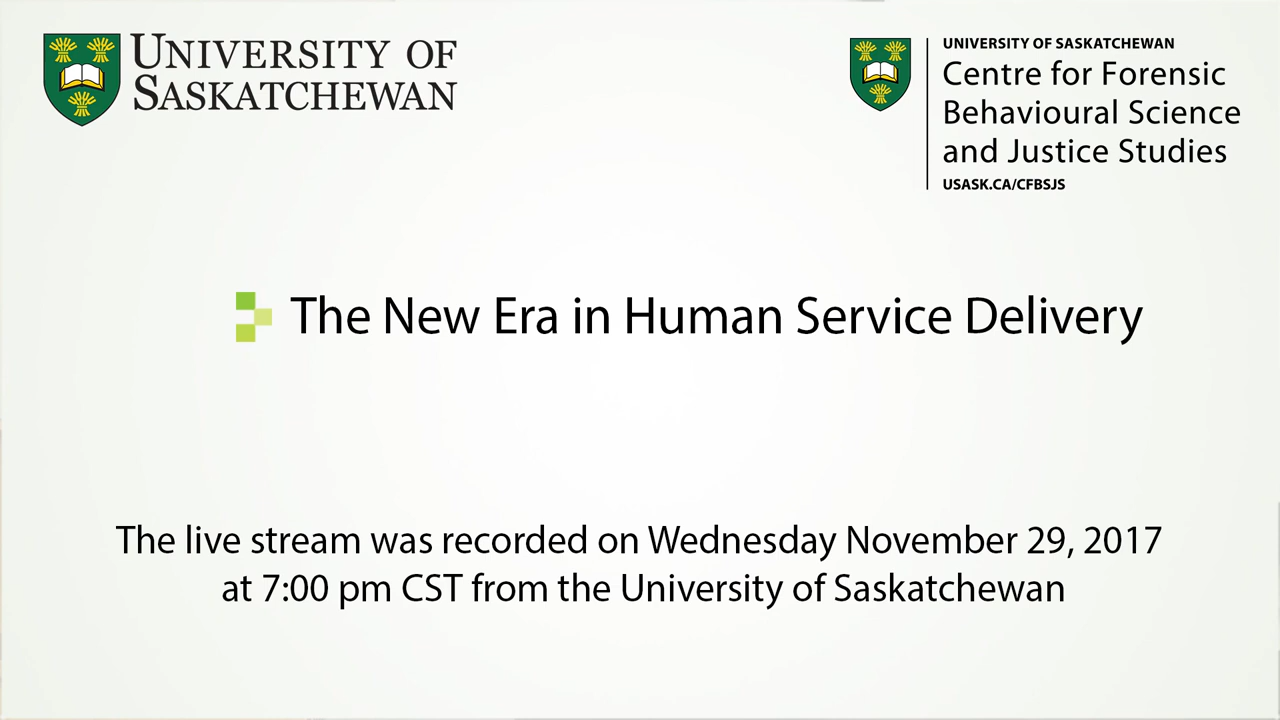 UNIVERSITY OF
SASKATCHEWAN
UNIVERSITY OF SASKATCHEWAN
Centre for Forensic
Behavioural Science
and Justice Studies
USASK.CA/CFBSJS
The New Era in Human Service Delivery
The live stream was recorded on Wednesday November 29, 2017
at 7:00 pm CST from the University of Saskatchewan